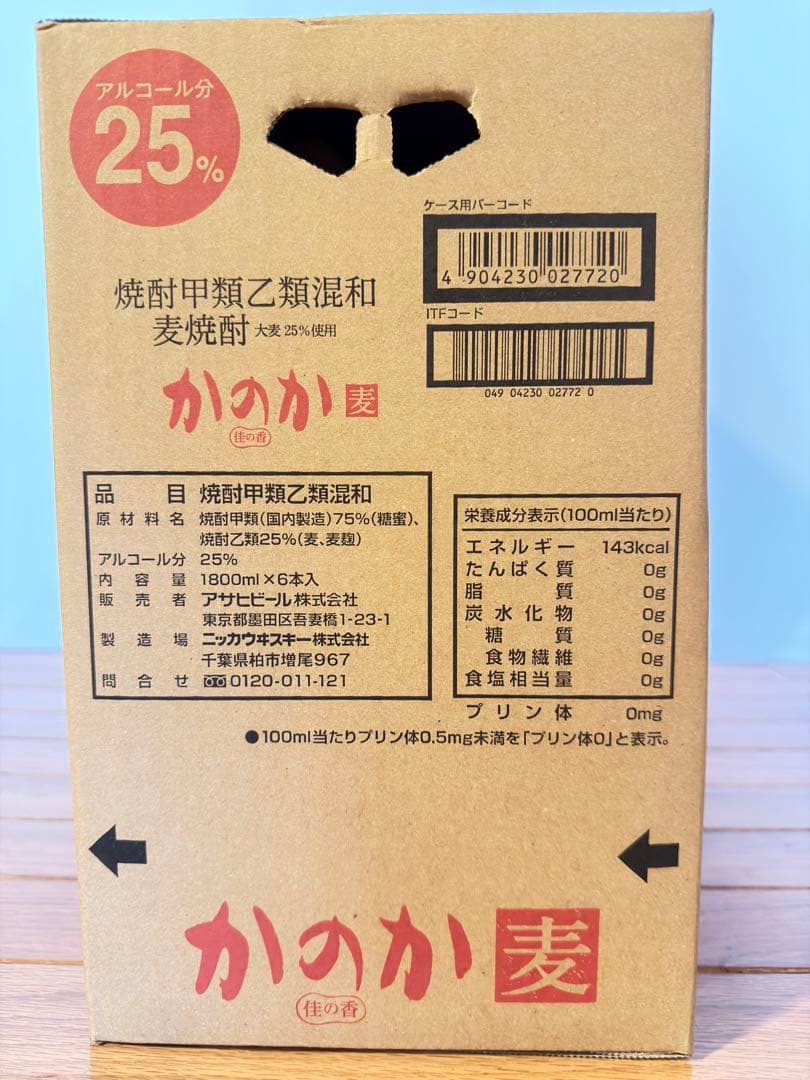 アルコール分
25%
ケース用バーコード
4 904230 027720
ITFコード
049 04230 02772 0
焼酎甲類乙類混和
麦焼酎 大麦25%使用
かのか 麦
佳の香
品目 焼酎甲類乙類混和
原材料名 焼酎甲類(国内製造)75%(糖蜜)、
焼酎乙類25%(麦、麦麹)
アルコール分 25%
内容量 1800ml×6本入
販売者 アサヒビール株式会社
東京都墨田区吾妻橋1-23-1
製造場 ニッカウヰスキー株式会社
千葉県柏市増尾967
問合せ 0120-011-121
栄養成分表示(100ml当たり)
エネルギー 143kcal
たんぱく質 0g
脂質 0g
炭水化物 0g
糖質 0g
食物繊維 0g
食塩相当量 0g
プリン体 0mg
●100ml当たりプリン体0.5mg未満を「プリン体0」と表示。
かのか 麦
佳の香